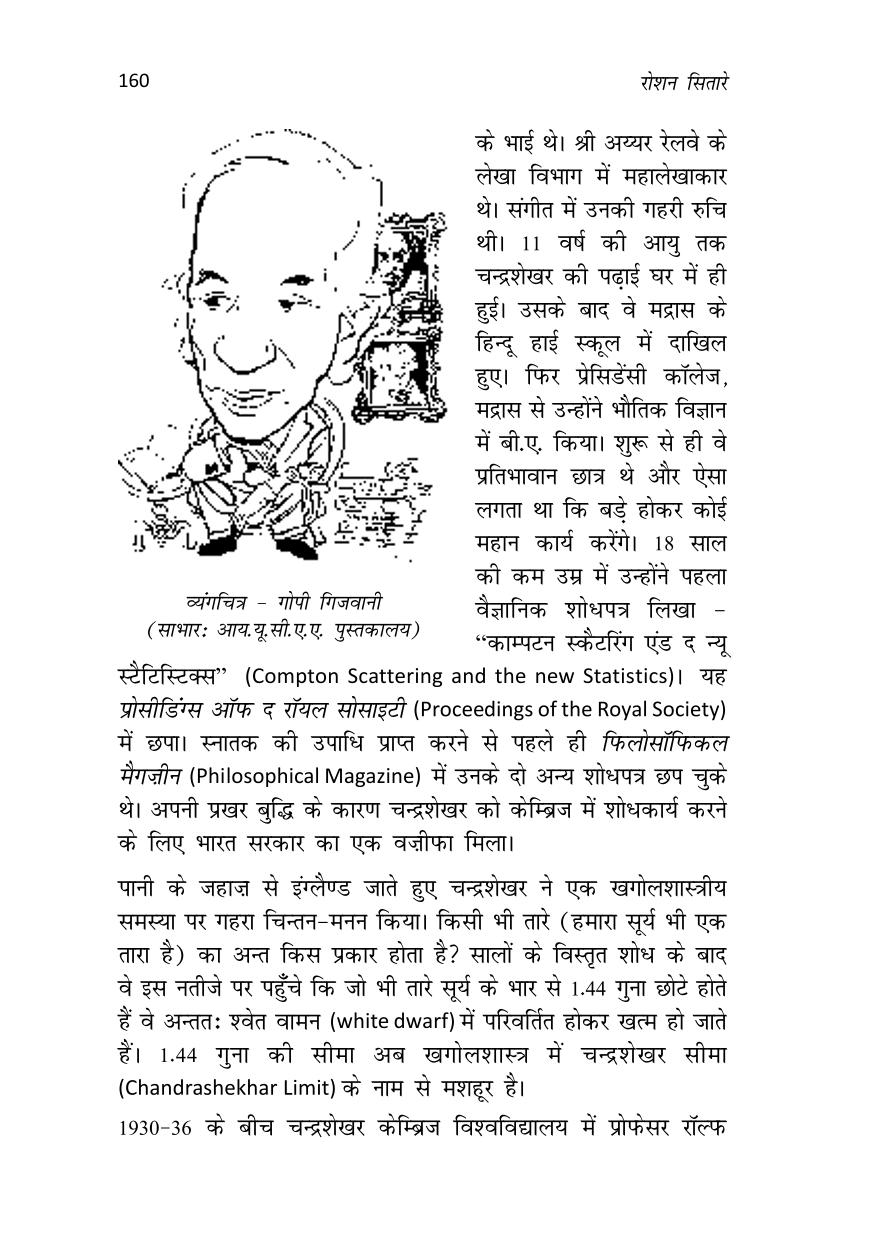 160 रोशन सितारे
के भाई थे। श्री अय्यर रेलवे के
लेखा विभाग में महालेखाकार
थे। संगीत में उनकी गहरी रुचि
थी। 11 वर्ष की आयु तक
चन्द्रशेखर की पढ़ाई घर में ही
हुई। उसके बाद वे मद्रास के
हिन्दू हाई स्कूल में दाखिल
हुए। फिर प्रेसिडेंसी कॉलेज,
मद्रास से उन्होंने भौतिक विज्ञान
में बी.ए. किया। शुरू से ही वे
प्रतिभावान छात्र थे और ऐसा
लगता था कि बड़े होकर कोई
महान कार्य करेंगे। 18 साल
की कम उम्र में उन्होंने पहला
वैज्ञानिक शोधपत्र लिखा –
“काम्पटन स्कैटरिंग एंड द न्यू
व्यंगचित्र – गोपी गिजवानी
(साभारः आय.यू.सी.ए.ए. पुस्तकालय)
स्टैटिस्टिक्स” (Compton Scattering and the new Statistics)। यह
प्रोसीडिंग्स ऑफ द रॉयल सोसाइटी (Proceedings of the Royal Society)
में छपा। स्नातक की उपाधि प्राप्त करने से पहले ही फिलोसॉफिकल
मैगज़ीन (Philosophical Magazine) में उनके दो अन्य शोधपत्र छप चुके
थे। अपनी प्रखर बुद्धि के कारण चन्द्रशेखर को केम्ब्रिज में शोधकार्य करने
के लिए भारत सरकार का एक वज़ीफा मिला।
पानी के जहाज़ से इंग्लैण्ड जाते हुए चन्द्रशेखर ने एक खगोलशास्त्रीय
समस्या पर गहरा चिन्तन-मनन किया। किसी भी तारे (हमारा सूर्य भी एक
तारा है) का अन्त किस प्रकार होता है? सालों के विस्तृत शोध के बाद
वे इस नतीजे पर पहुँचे कि जो भी तारे सूर्य के भार से 1.44 गुना छोटे होते
हैं वे अन्ततः श्वेत वामन (white dwarf) में परिवर्तित होकर खत्म हो जाते
हैं। 1.44 गुना की सीमा अब खगोलशास्त्र में चन्द्रशेखर सीमा
(Chandrashekhar Limit) के नाम से मशहूर है।
1930-36 के बीच चन्द्रशेखर केम्ब्रिज विश्वविद्यालय में प्रोफेसर रॉल्फ